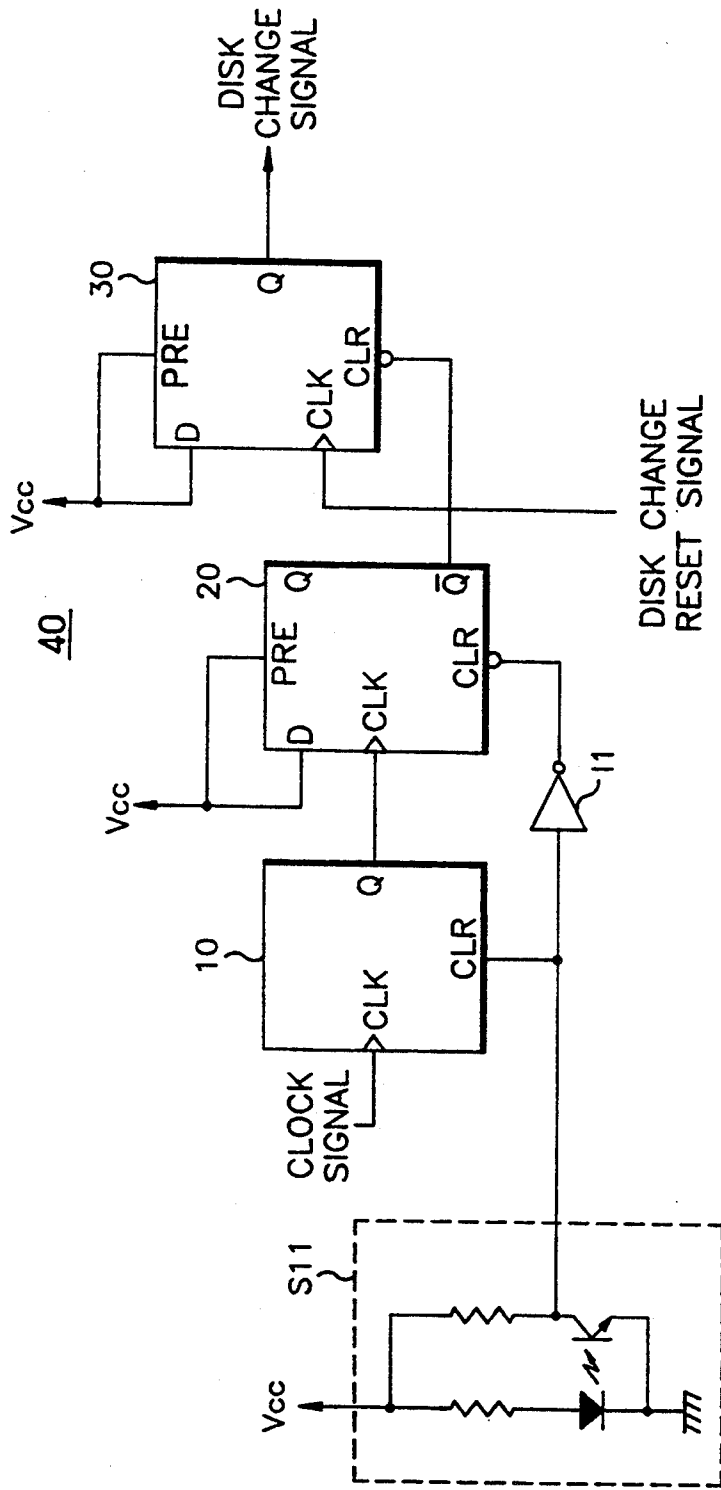 40
Vcc
S11
CLOCK
SIGNAL
10
CLK
Q
CLR
I1
Vcc
20
PRE
D
CLK
Q
Q̅
CLR
Vcc
30
PRE
D
CLK
Q
CLR
DISK
CHANGE
SIGNAL
DISK CHANGE
RESET SIGNAL